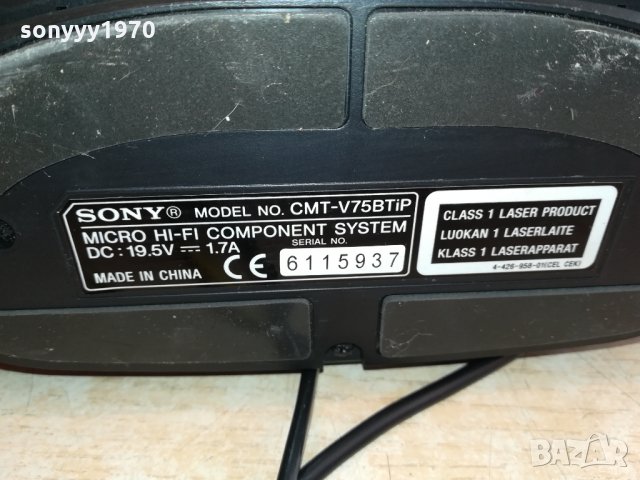 sonyyy1970
SONY® MODEL NO. CMT-V75BTiP
MICRO HI-FI COMPONENT SYSTEM
DC : 19.5V ⎓ 1.7A
SERIAL NO.
MADE IN CHINA CE 6115937
CLASS 1 LASER PRODUCT
LUOKAN 1 LASERLAITE
KLASS 1 LASERAPPARAT
4-426-958-01(CEL CEK)
BAZAR